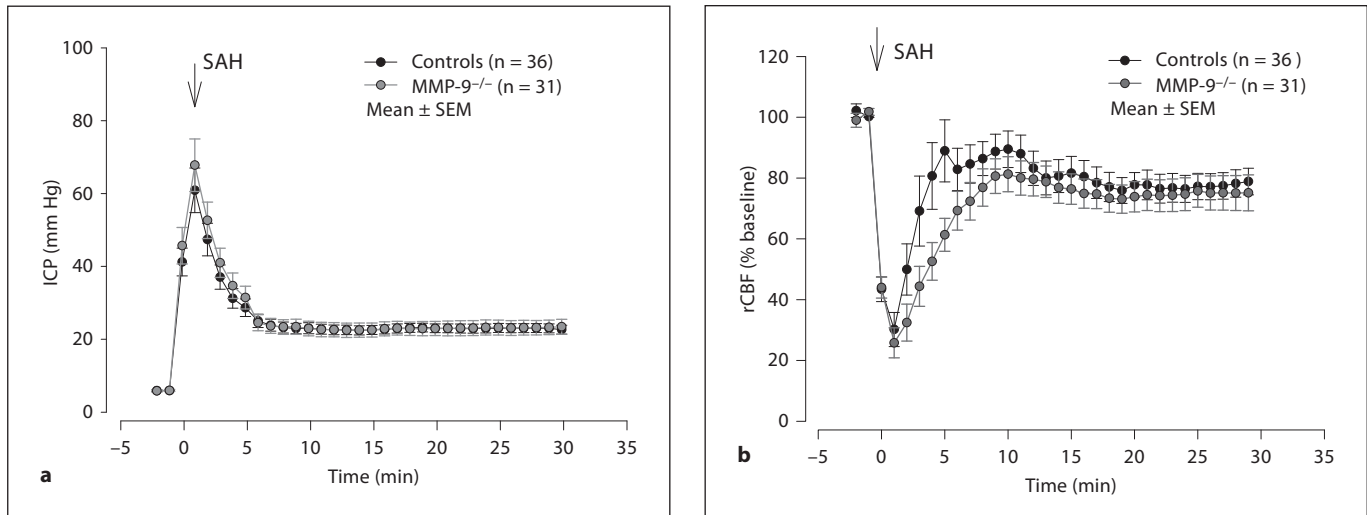 100
80
60
40
20
0
ICP (mm Hg)
SAH
Controls (n = 36)
MMP-9–/– (n = 31)
Mean ± SEM
–5 0 5 10 15 20 25 30 35
Time (min)
a
120
100
80
60
40
20
0
rCBF (% baseline)
SAH
Controls (n = 36 )
MMP-9–/– (n = 31)
Mean ± SEM
–5 0 5 10 15 20 25 30 35
Time (min)
b